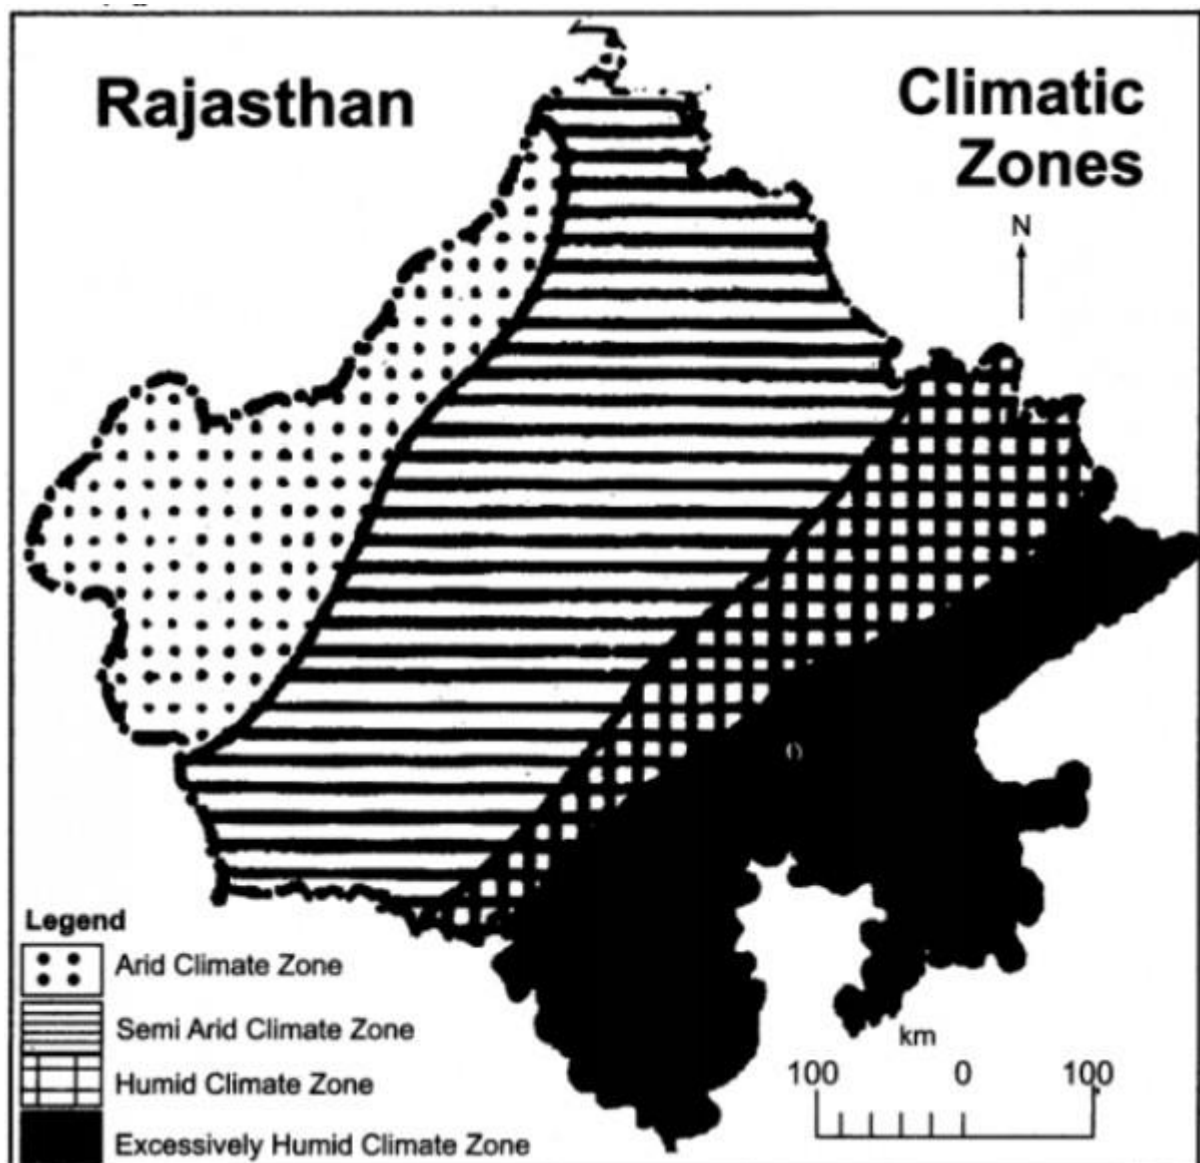 Rajasthan
Climatic
Zones
N
Legend
Arid Climate Zone
Semi Arid Climate Zone
Humid Climate Zone
Excessively Humid Climate Zone
km
100 0 100